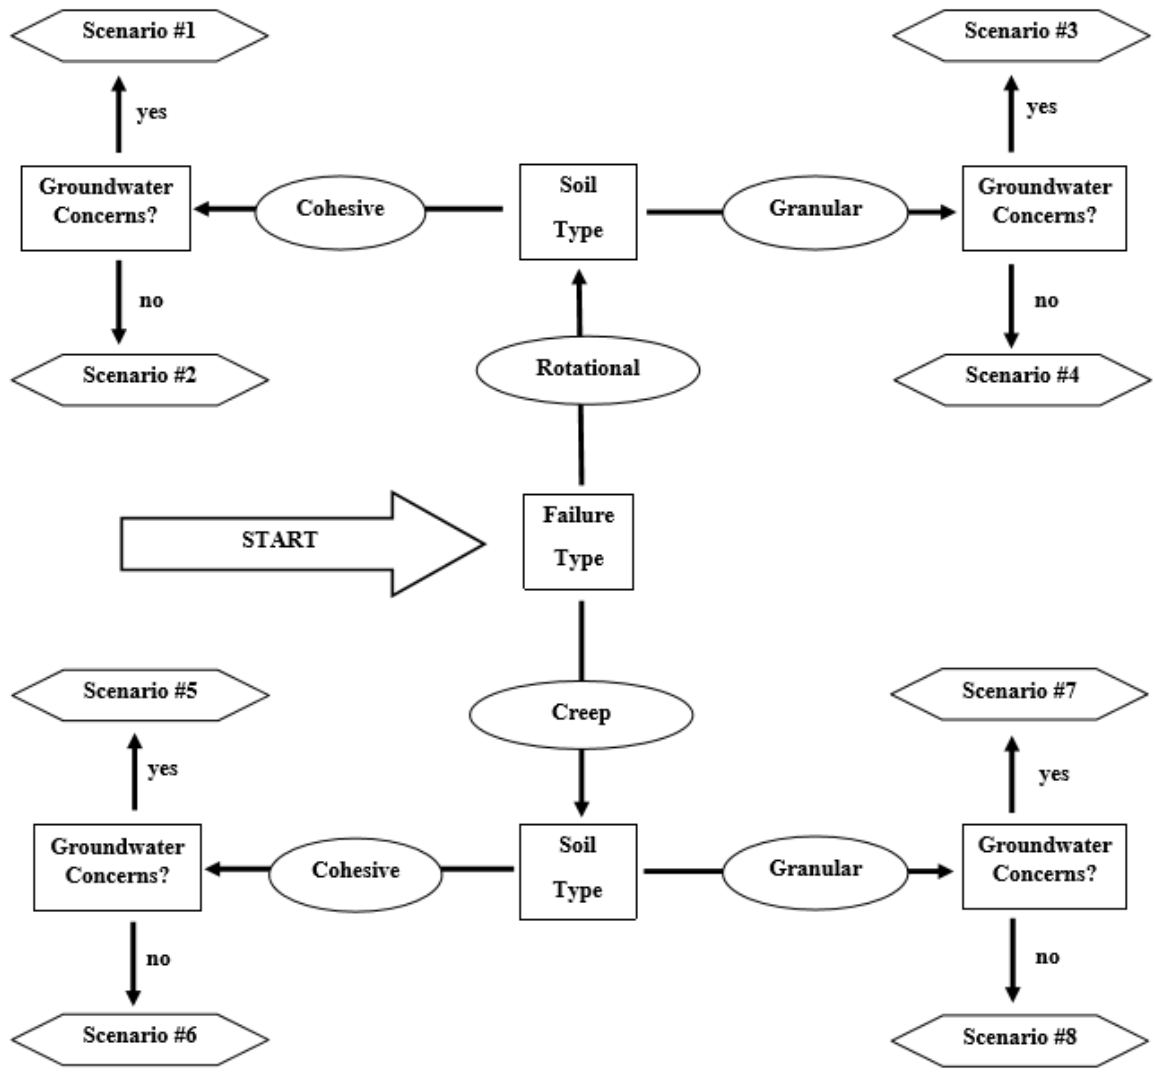 Scenario #1
Scenario #3
yes
yes
Groundwater
Concerns?
Cohesive
Soil
Type
Granular
Groundwater
Concerns?
no
no
Scenario #2
Rotational
Scenario #4
START
Failure
Type
Scenario #5
Creep
Scenario #7
yes
yes
Groundwater
Concerns?
Cohesive
Soil
Type
Granular
Groundwater
Concerns?
no
no
Scenario #6
Scenario #8